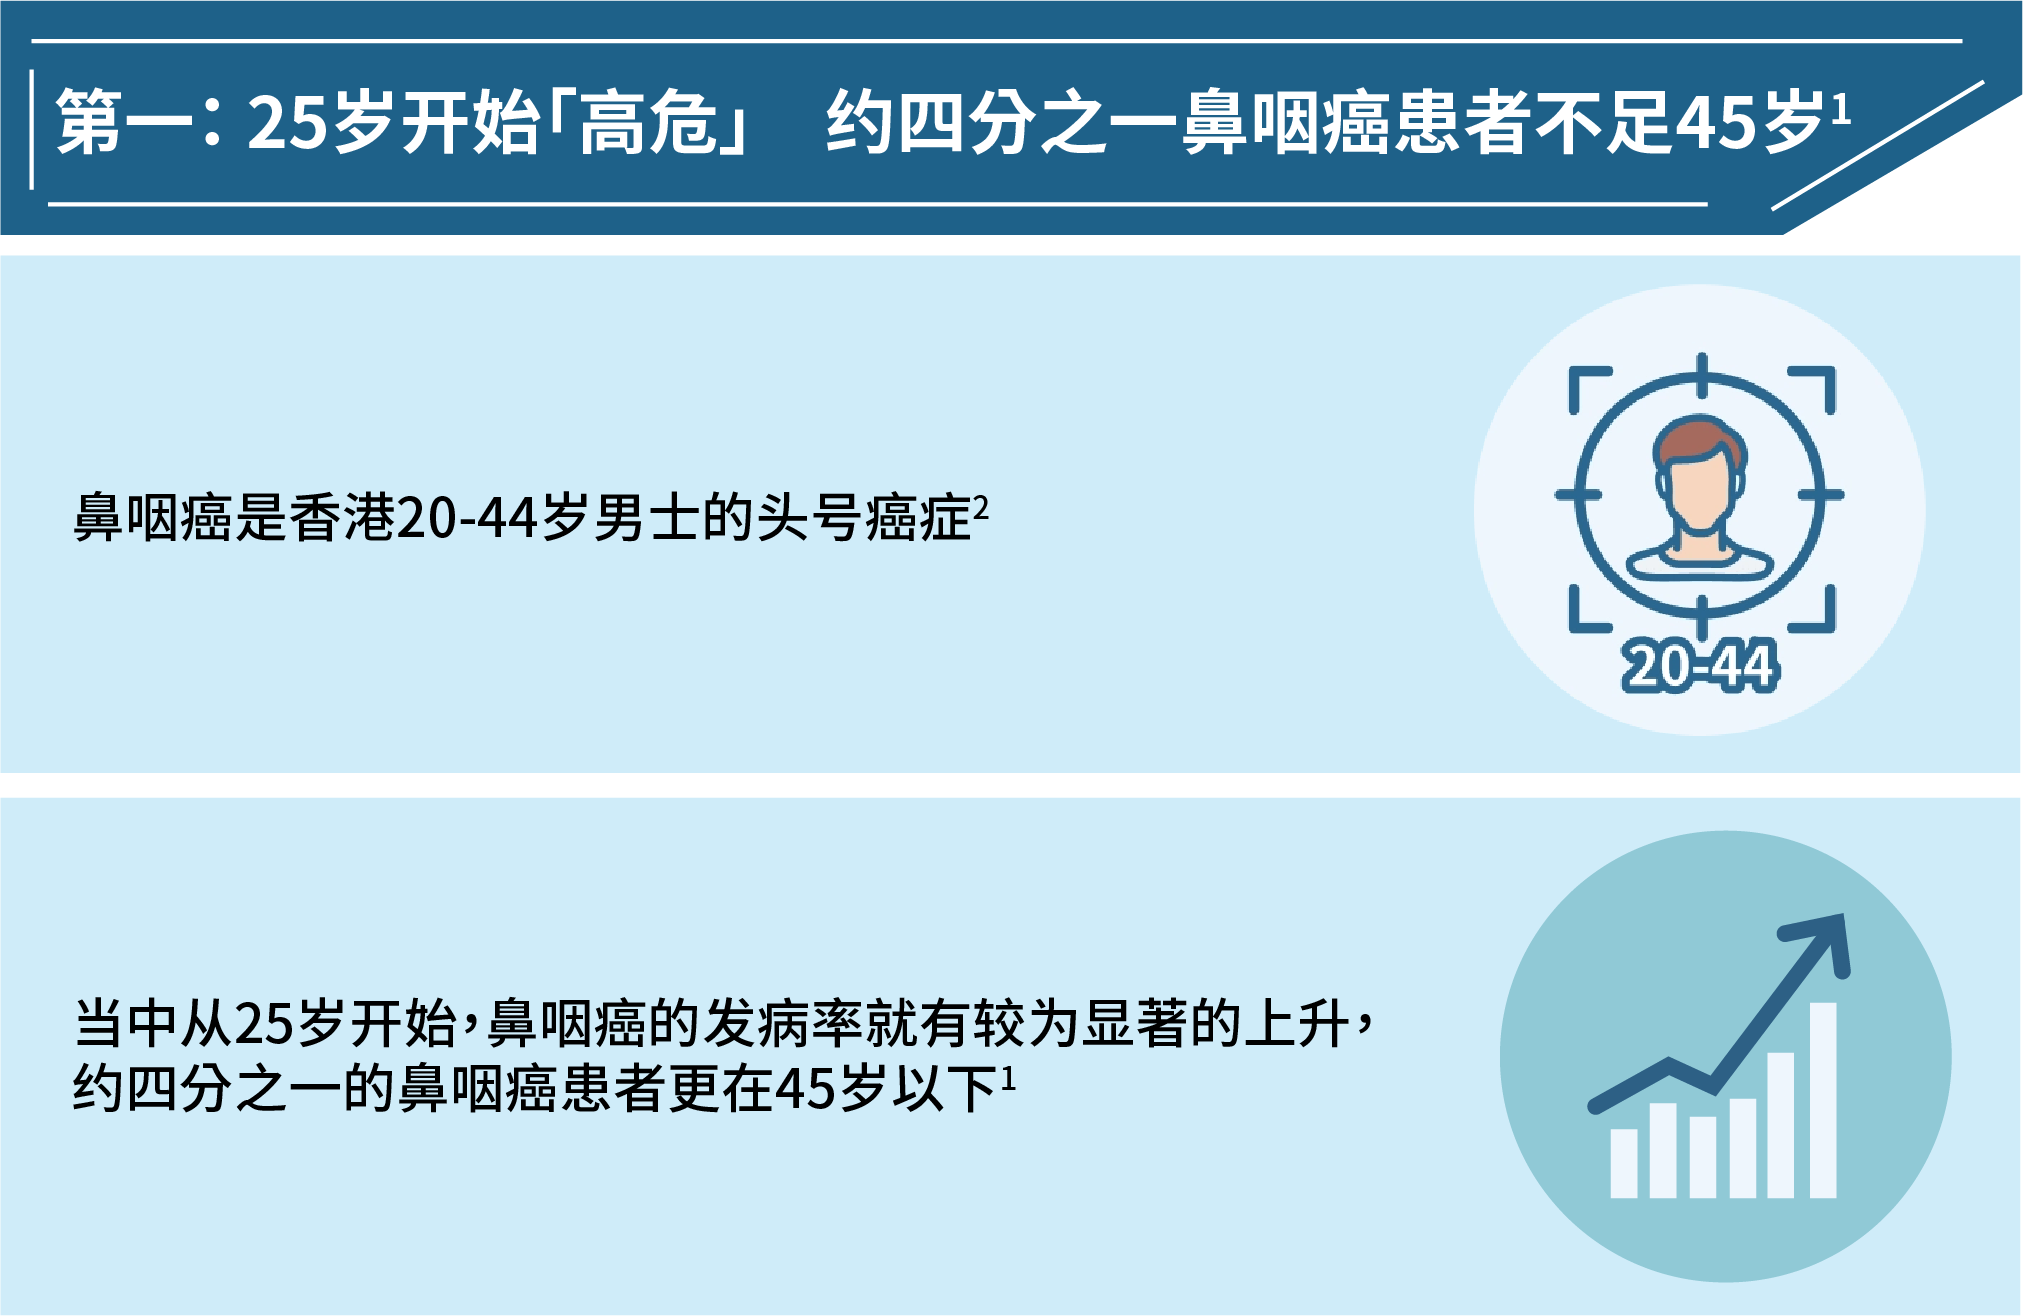 第一：25岁开始「高危」　约四分之一鼻咽癌患者不足45岁¹
鼻咽癌是香港20-44岁男士的头号癌症²
20-44
当中从25岁开始，鼻咽癌的发病率就有较为显著的上升，
约四分之一的鼻咽癌患者更在45岁以下¹